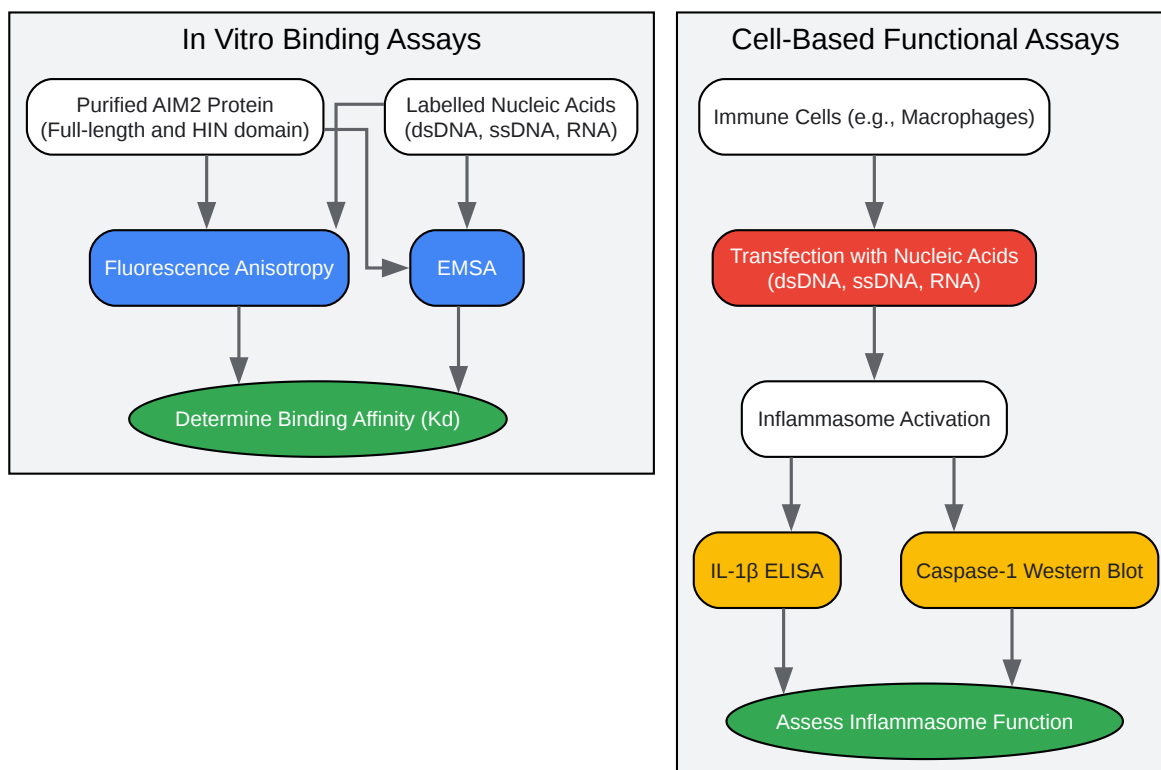 In Vitro Binding Assays
Purified AIM2 Protein
(Full-length and HIN domain)
Labelled Nucleic Acids
(dsDNA, ssDNA, RNA)
Fluorescence Anisotropy
EMSA
Determine Binding Affinity (Kd)
Cell-Based Functional Assays
Immune Cells (e.g., Macrophages)
Transfection with Nucleic Acids
(dsDNA, ssDNA, RNA)
Inflammasome Activation
IL-1β ELISA
Caspase-1 Western Blot
Assess Inflammasome Function